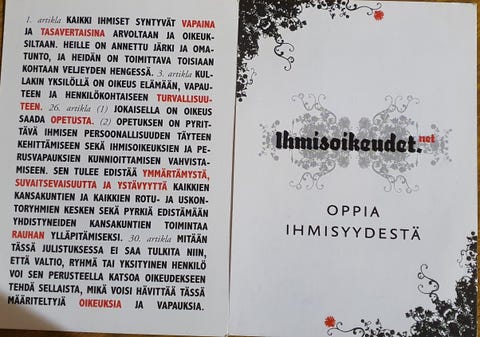 1. artikla KAIKKI IHMISET SYNTYVÄT VAPAINA
JA TASAVERTAISINA ARVOLTAAN JA OIKEUK-
SILTAAN. HEILLE ON ANNETTU JÄRKI JA OMA-
TUNTO, JA HEIDÄN ON TOIMITTAVA TOISIAAN
KOHTAAN VELJEYDEN HENGESSÄ. 3. artikla KUL-
LAKIN YKSILÖLLÄ ON OIKEUS ELÄMÄÄN, VAPAU-
TEEN JA HENKILÖKOHTAISEEN TURVALLISUU-
TEEN. 26. artikla (1) JOKAISELLA ON OIKEUS
SAADA OPETUSTA. (2) OPETUKSEN ON PYRIT-
TÄVÄ IHMISEN PERSOONALLISUUDEN TÄYTEEN
KEHITTÄMISEEN SEKÄ IHMISOIKEUKSIEN JA PE-
RUSVAPAUKSIEN KUNNIOITTAMISEN VAHVISTA-
MISEEN. SEN TULEE EDISTÄÄ YMMÄRTÄMYSTÄ,
SUVAITSEVAISUUTTA JA YSTÄVYYTTÄ KAIKKIEN
KANSAKUNTIEN JA KAIKKIEN ROTU- JA USKON-
TORYHMIEN KESKEN SEKÄ PYRKIÄ EDISTÄMÄÄN
YHDISTYNEIDEN KANSAKUNTIEN TOIMINTAA
RAUHAN YLLÄPITÄMISEKSI. 30. artikla MITÄÄN
TÄSSÄ JULISTUKSESSA EI SAA TULKITA NIIN,
ETTÄ VALTIO, RYHMÄ TAI YKSITYINEN HENKILÖ
VOI SEN PERUSTEELLA KATSOA OIKEUDEKSEEN
TEHDÄ SELLAISTA, MIKÄ VOISI HÄVITTÄÄ TÄSSÄ
MÄÄRITELTYJÄ OIKEUKSIA JA VAPAUKSIA.
Ihmisoikeudet.net
OPPIA
IHMISYYDESTÄ